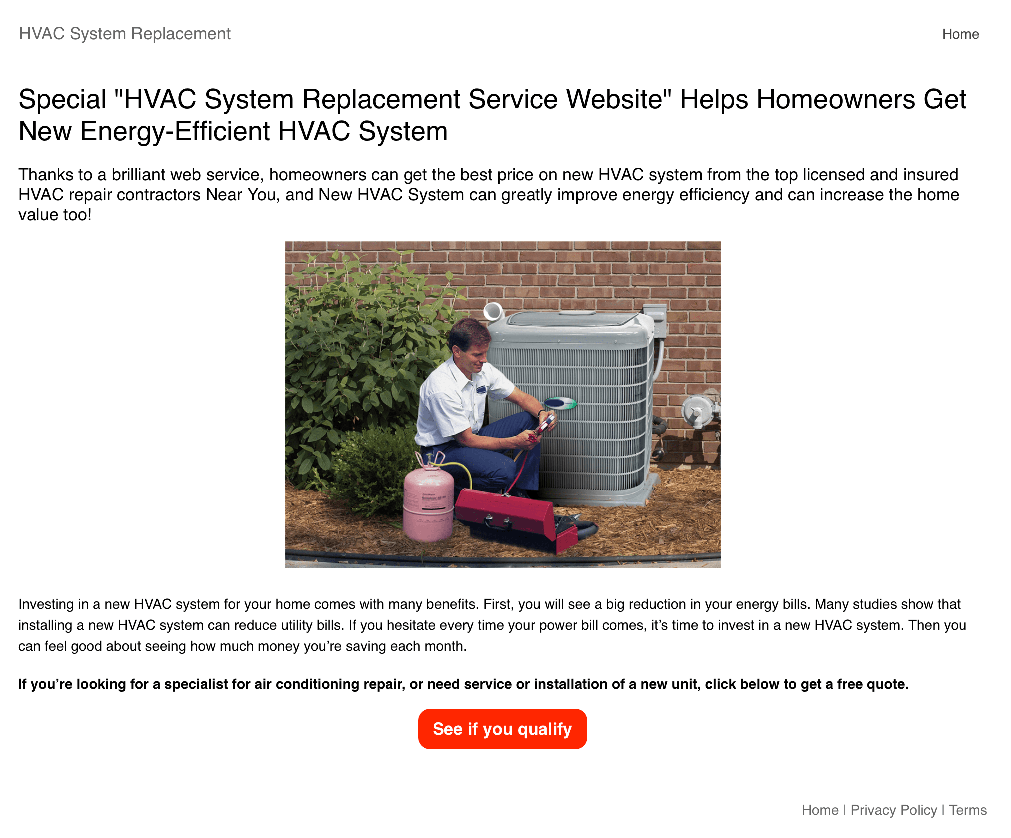 HVAC System Replacement
Home
Special "HVAC System Replacement Service Website" Helps Homeowners Get
New Energy-Efficient HVAC System
Thanks to a brilliant web service, homeowners can get the best price on new HVAC system from the top licensed and insured
HVAC repair contractors Near You, and New HVAC System can greatly improve energy efficiency and can increase the home
value too!
Investing in a new HVAC system for your home comes with many benefits. First, you will see a big reduction in your energy bills. Many studies show that
installing a new HVAC system can reduce utility bills. If you hesitate every time your power bill comes, it’s time to invest in a new HVAC system. Then you
can feel good about seeing how much money you’re saving each month.
If you’re looking for a specialist for air conditioning repair, or need service or installation of a new unit, click below to get a free quote.
See if you qualify
Home | Privacy Policy | Terms